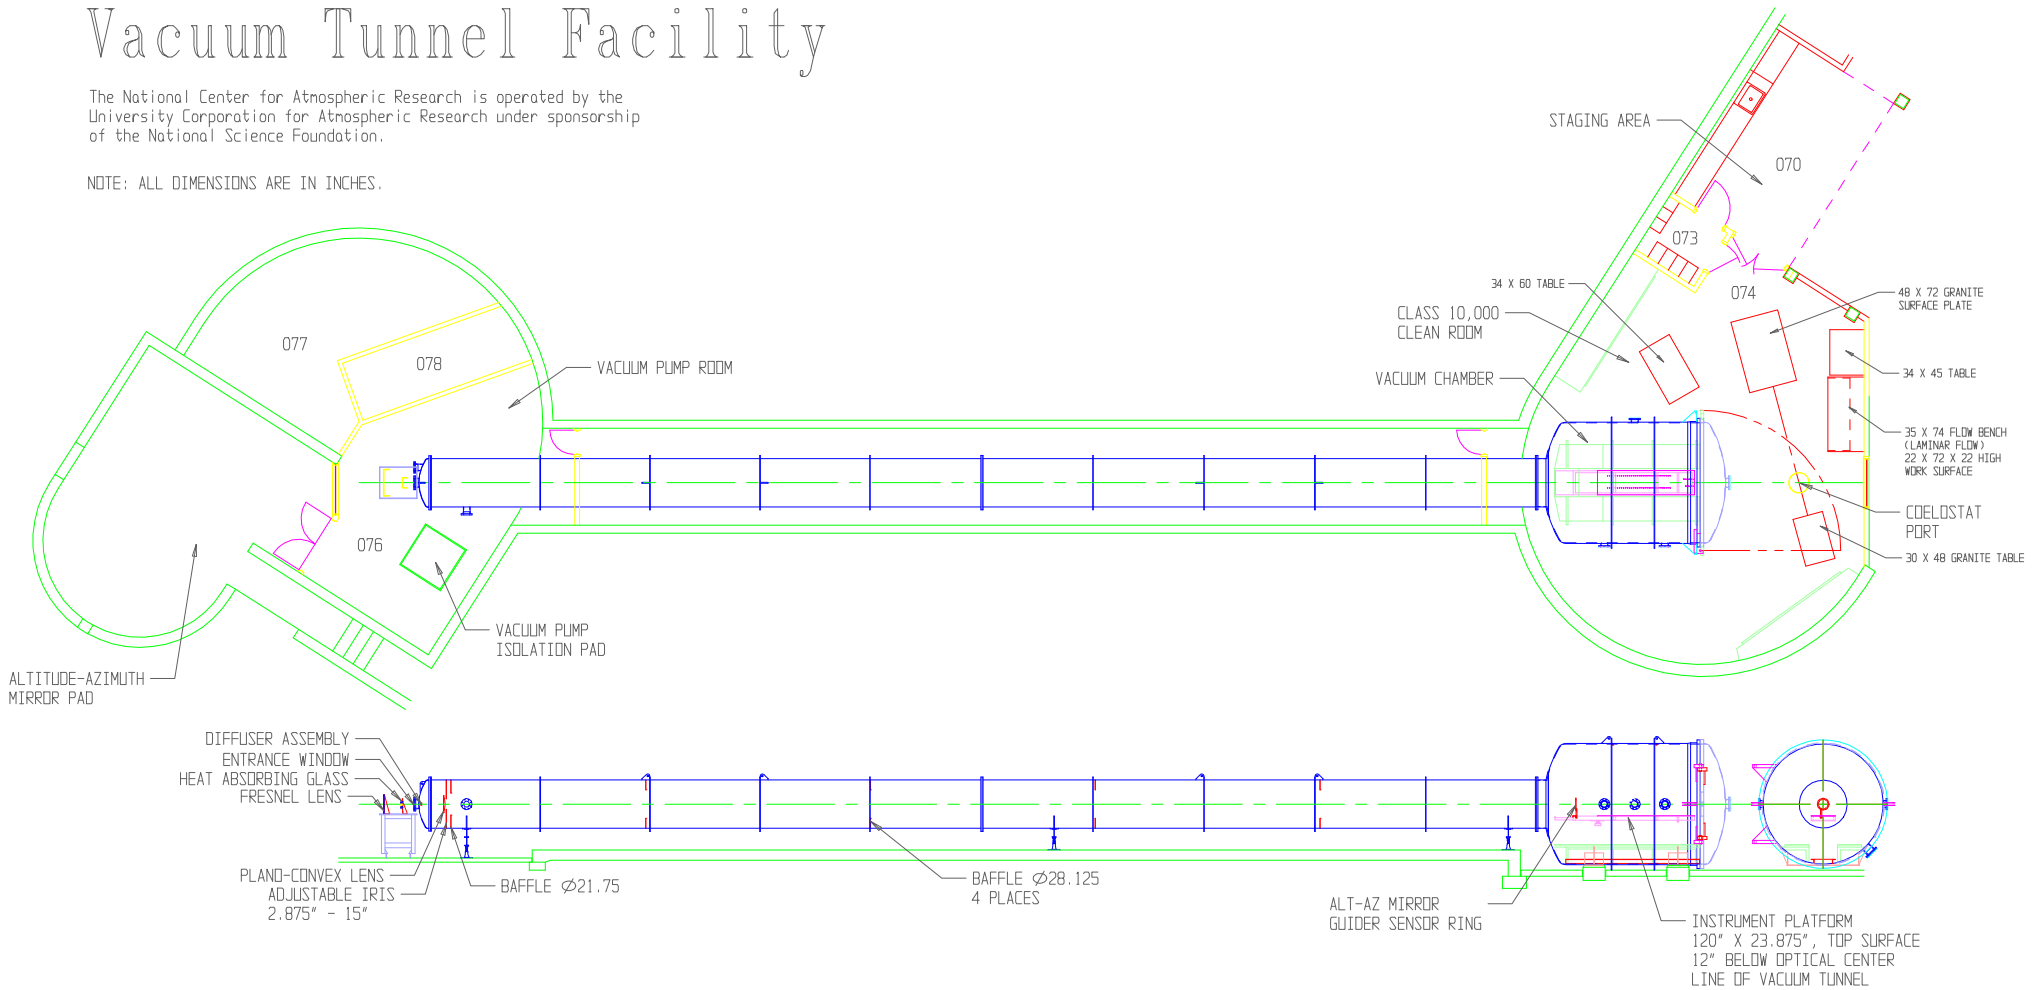 Vacuum Tunnel Facility
The National Center for Atmospheric Research is operated by the
University Corporation for Atmospheric Research under sponsorship
of the National Science Foundation.
NOTE: ALL DIMENSIONS ARE IN INCHES.
STAGING AREA
070
073
074
34 X 60 TABLE
CLASS 10,000
CLEAN ROOM
VACUUM CHAMBER
48 X 72 GRANITE
SURFACE PLATE
34 X 45 TABLE
35 X 74 FLOW BENCH
(LAMINAR FLOW)
22 X 72 X 22 HIGH
WORK SURFACE
COELOSTAT
PORT
30 X 48 GRANITE TABLE
077
078
VACUUM PUMP ROOM
076
VACUUM PUMP
ISOLATION PAD
ALTITUDE-AZIMUTH
MIRROR PAD
DIFFUSER ASSEMBLY
ENTRANCE WINDOW
HEAT ABSORBING GLASS
FRESNEL LENS
PLANO-CONVEX LENS
ADJUSTABLE IRIS
2.875" - 15"
BAFFLE Ø21.75
BAFFLE Ø28.125
4 PLACES
ALT-AZ MIRROR
GUIDER SENSOR RING
INSTRUMENT PLATFORM
120" X 23.875", TOP SURFACE
12" BELOW OPTICAL CENTER
LINE OF VACUUM TUNNEL